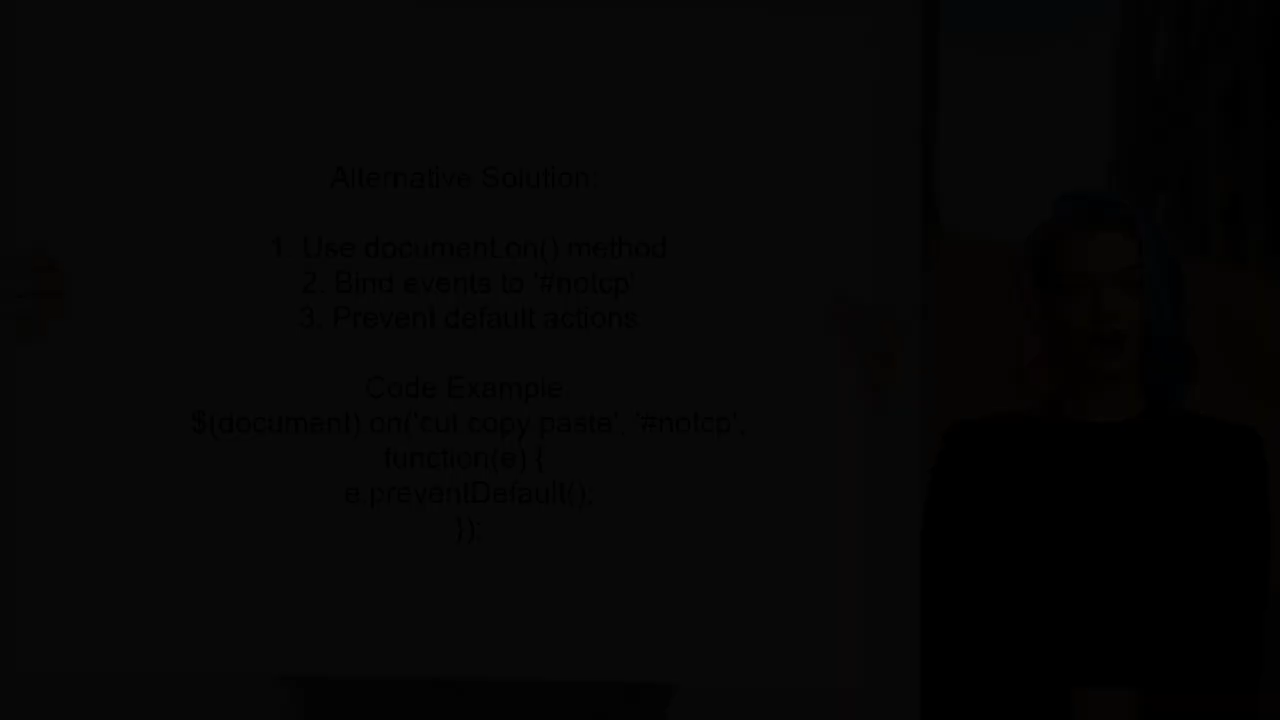 Alternative Solution:
1. Use document.on() method
2. Bind events to '#notcp'
3. Prevent default actions
Code Example:
$(document).on('cut copy paste', '#notcp',
function(e) {
e.preventDefault();
});